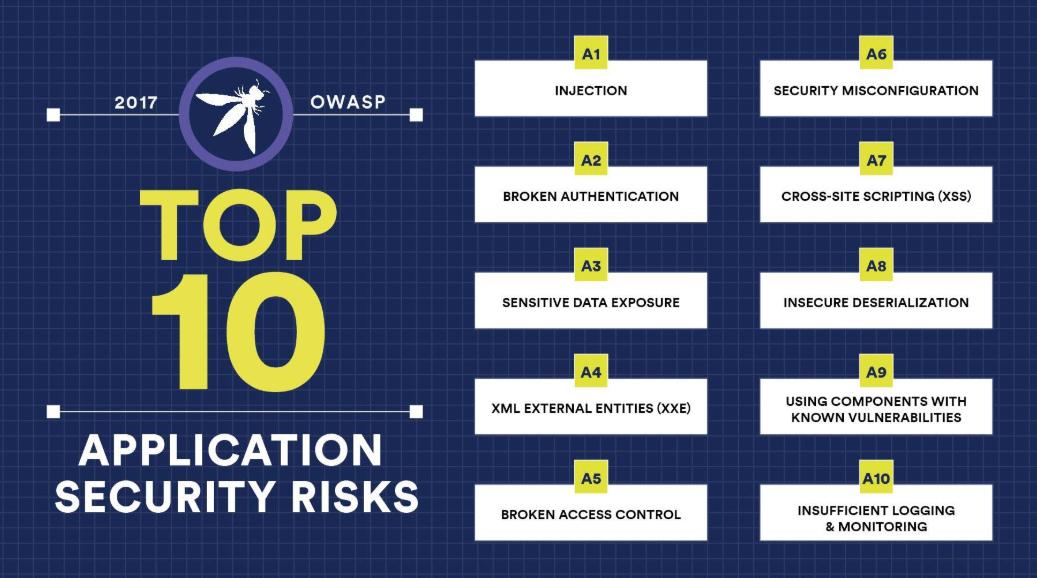 2017 OWASP
TOP
10
APPLICATION
SECURITY RISKS
A1
INJECTION
A2
BROKEN AUTHENTICATION
A3
SENSITIVE DATA EXPOSURE
A4
XML EXTERNAL ENTITIES (XXE)
A5
BROKEN ACCESS CONTROL
A6
SECURITY MISCONFIGURATION
A7
CROSS-SITE SCRIPTING (XSS)
A8
INSECURE DESERIALIZATION
A9
USING COMPONENTS WITH
KNOWN VULNERABILITIES
A10
INSUFFICIENT LOGGING
& MONITORING